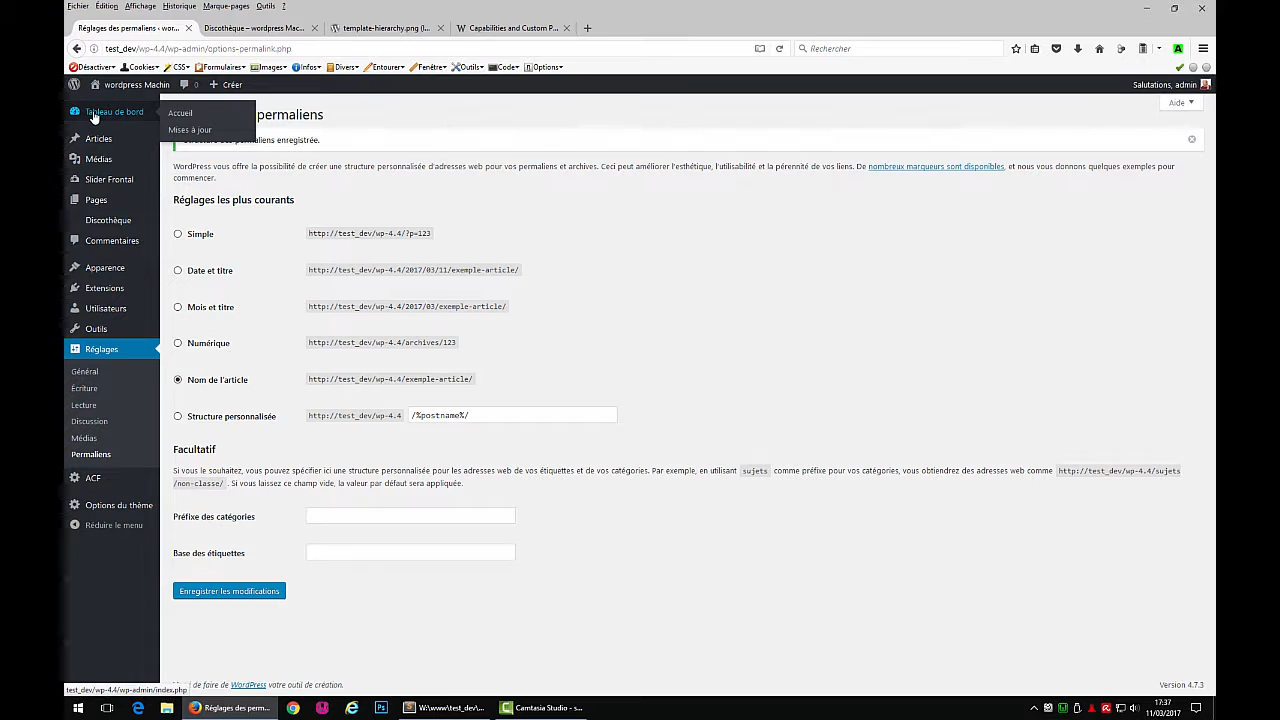 Fichier Édition Affichage Historique Marque-pages Outils ?
Réglages des permaliens ‹ wor...
Discothèque – wordpress Mach...
template-hierarchy.png (I...
Capabilities and Custom P...
test_dev/wp-4.4/wp-admin/options-permalink.php
Rechercher
Désactiver Cookies CSS Formulaires Images Infos Divers Entourer Fenêtre Outils Code Options
wordpress Machin 0 Créer
Salutations, admin
Tableau de bord
Accueil
Mises à jour
permaliens
Aide
Structure des permaliens enregistrée.
Articles
Médias
Slider Frontal
Pages
Discothèque
Commentaires
Apparence
Extensions
Utilisateurs
Outils
Réglages
Général
Écriture
Lecture
Discussion
Médias
Permaliens
ACF
Options du thème
Réduire le menu
WordPress vous offre la possibilité de créer une structure personnalisée d'adresses web pour vos permaliens et archives. Ceci peut améliorer l'esthétique, l'utilisabilité et la pérennité de vos liens. De nombreux marqueurs sont disponibles, et nous vous donnons quelques exemples pour
commencer.
Réglages les plus courants
Simple http://test_dev/wp-4.4/?p=123
Date et titre http://test_dev/wp-4.4/2017/03/11/exemple-article/
Mois et titre http://test_dev/wp-4.4/2017/03/exemple-article/
Numérique http://test_dev/wp-4.4/archives/123
Nom de l'article http://test_dev/wp-4.4/exemple-article/
Structure personnalisée http://test_dev/wp-4.4 /%postname%/
Facultatif
Si vous le souhaitez, vous pouvez spécifier ici une structure personnalisée pour les adresses web de vos étiquettes et de vos catégories. Par exemple, en utilisant sujets comme préfixe pour vos catégories, vous obtiendrez des adresses web comme http://test_dev/wp-4.4/sujets
/non-classe/ . Si vous laissez ce champ vide, la valeur par défaut sera appliquée.
Préfixe des catégories
Base des étiquettes
Enregistrer les modifications
de faire de WordPress votre outil de création.
Version 4.7.3
test_dev/wp-4.4/wp-admin/index.php
Réglages des perm...
W:\www\test_dev\...
Camtasia Studio - s...
17:37
11/03/2017